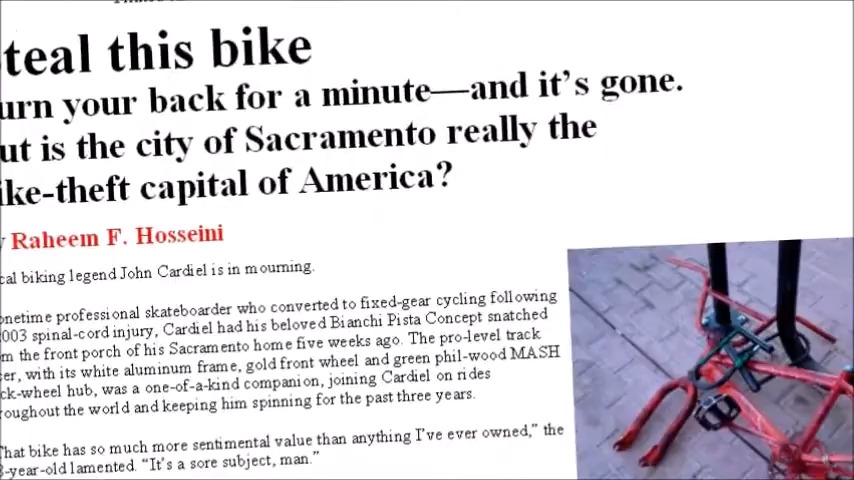 teal this bike
urn your back for a minute—and it's gone.
ut is the city of Sacramento really the
ike-theft capital of America?
Raheem F. Hosseini
cal biking legend John Cardiel is in mourning.
onetime professional skateboarder who converted to fixed-gear cycling following
003 spinal-cord injury, Cardiel had his beloved Bianchi Pista Concept snatched
m the front porch of his Sacramento home five weeks ago. The pro-level track
cer, with its white aluminum frame, gold front wheel and green phil-wood MASH
ck-wheel hub, was a one-of-a-kind companion, joining Cardiel on rides
roughout the world and keeping him spinning for the past three years.
hat bike has so much more sentimental value than anything I've ever owned,” the
-year-old lamented. “It's a sore subject, man.”